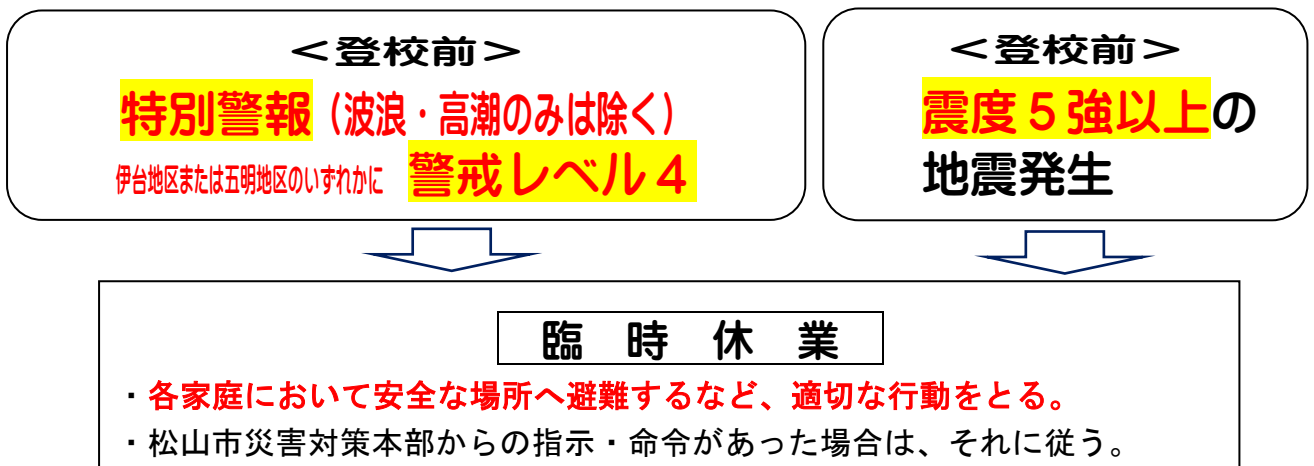 ＜登校前＞
特別警報（波浪・高潮のみは除く）
伊台地区または五明地区のいずれかに 警戒レベル４
＜登校前＞
震度５強以上の
地震発生
臨 時 休 業
・各家庭において安全な場所へ避難するなど、適切な行動をとる。
・松山市災害対策本部からの指示・命令があった場合は、それに従う。